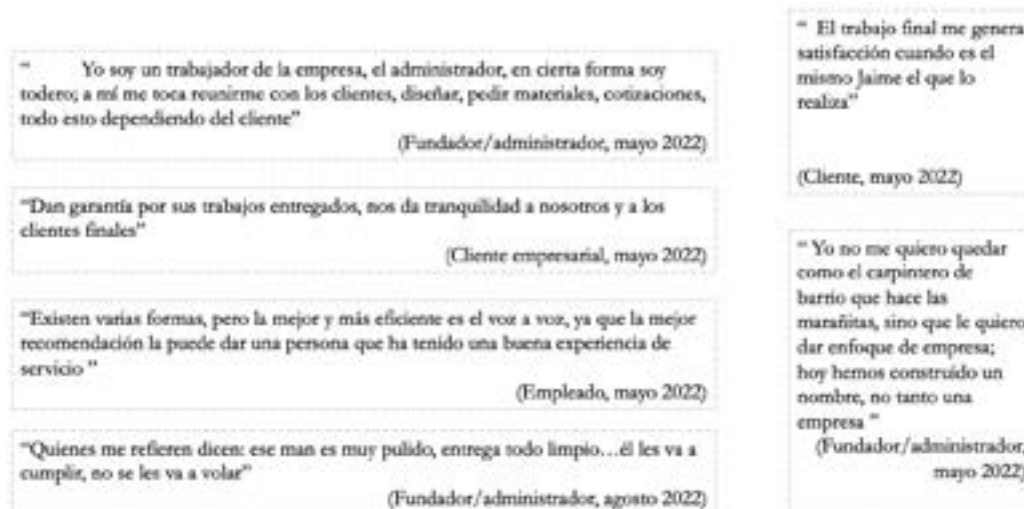 “ Yo soy un trabajador de la empresa, el administrador, en cierta forma soy
todero; a mí me toca reunirme con los clientes, diseñar, pedir materiales, cotizaciones,
todo esto dependiendo del cliente”
(Fundador/administrador, mayo 2022)
“Dan garantía por sus trabajos entregados, nos da tranquilidad a nosotros y a los
clientes finales”
(Cliente empresarial, mayo 2022)
“Existen varias formas, pero la mejor y más eficiente es el voz a voz, ya que la mejor
recomendación la puede dar una persona que ha tenido una buena experiencia de
servicio “
(Empleado, mayo 2022)
“Quienes me refieren dicen: ese man es muy pulido, entrega todo limpio…él les va a
cumplir, no se les va a volar”
(Fundador/administrador, agosto 2022)
“ El trabajo final me genera
satisfacción cuando es el
mismo Jaime el que lo
realiza”
(Cliente, mayo 2022)
“ Yo no me quiero quedar
como el carpintero de
barrio que hace las
marañitas, sino que le quiero
dar enfoque de empresa;
hoy hemos construido un
nombre, no tanto una
empresa “
(Fundador/administrador,
mayo 2022)